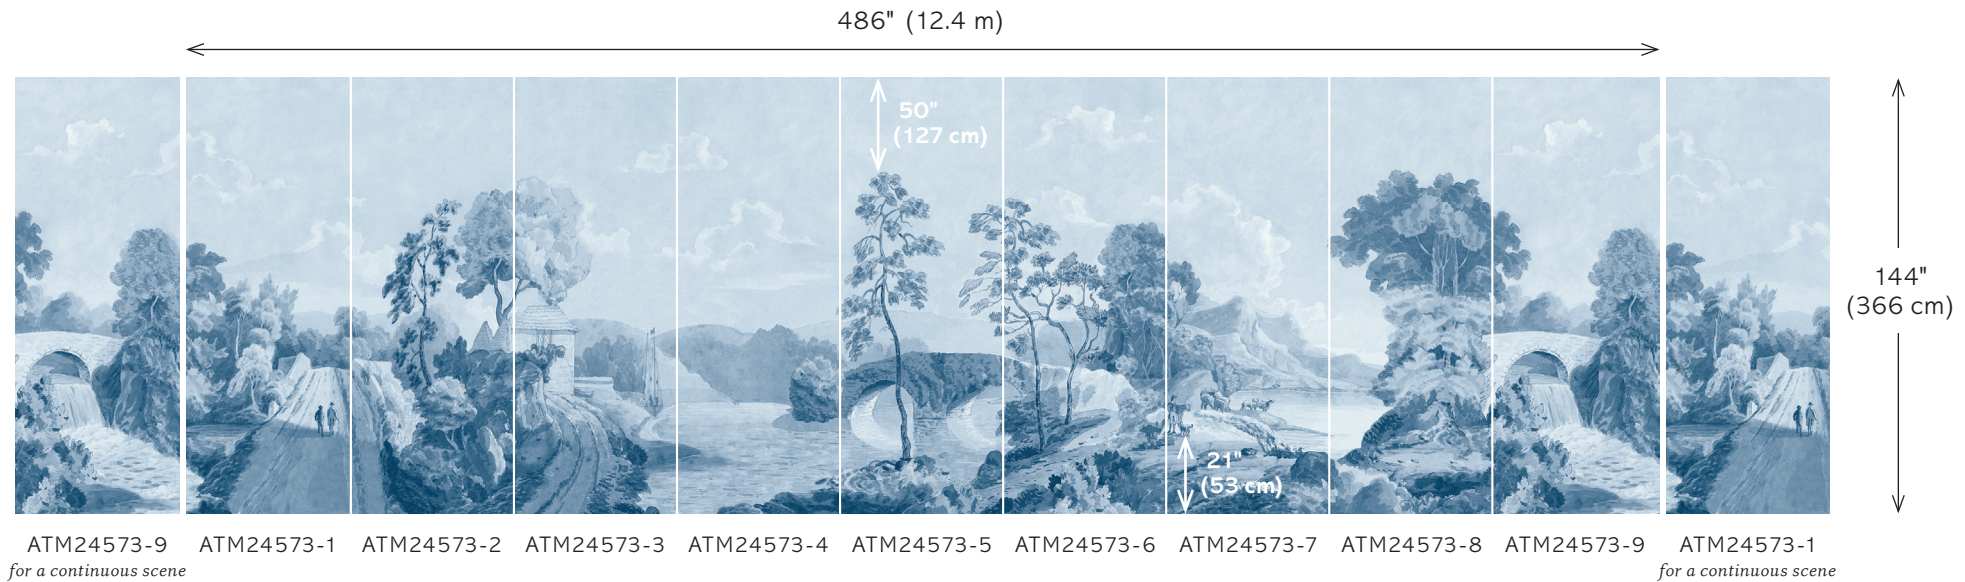 486" (12.4 m)
50"
(127 cm)
144"
(366 cm)
21"
(53 cm)
ATM24573-9
ATM24573-1
ATM24573-2
ATM24573-3
ATM24573-4
ATM24573-5
ATM24573-6
ATM24573-7
ATM24573-8
ATM24573-9
ATM24573-1
for a continuous scene
for a continuous scene